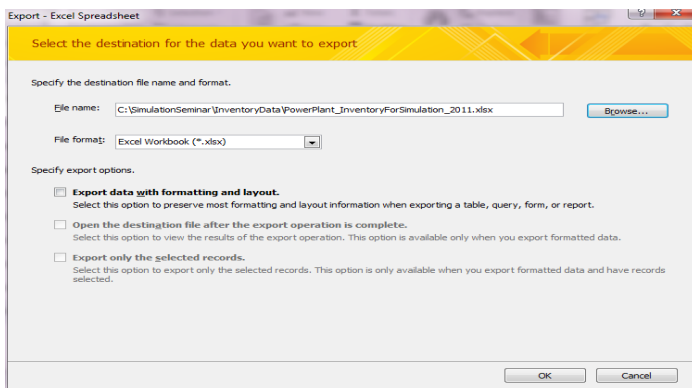 Export - Excel Spreadsheet
Select the destination for the data you want to export
Specify the destination file name and format.
File name: C:\SimulationSeminar\InventoryData\PowerPlant_InventoryForSimulation_2011.xlsx Browse...
File format: Excel Workbook (*.xlsx)
Specify export options.
Export data with formatting and layout.
Select this option to preserve most formatting and layout information when exporting a table, query, form, or report.
Open the destination file after the export operation is complete.
Select this option to view the results of the export operation. This option is available only when you export formatted data.
Export only the selected records.
Select this option to export only the selected records. This option is only available when you export formatted data and have records
selected.
OK Cancel